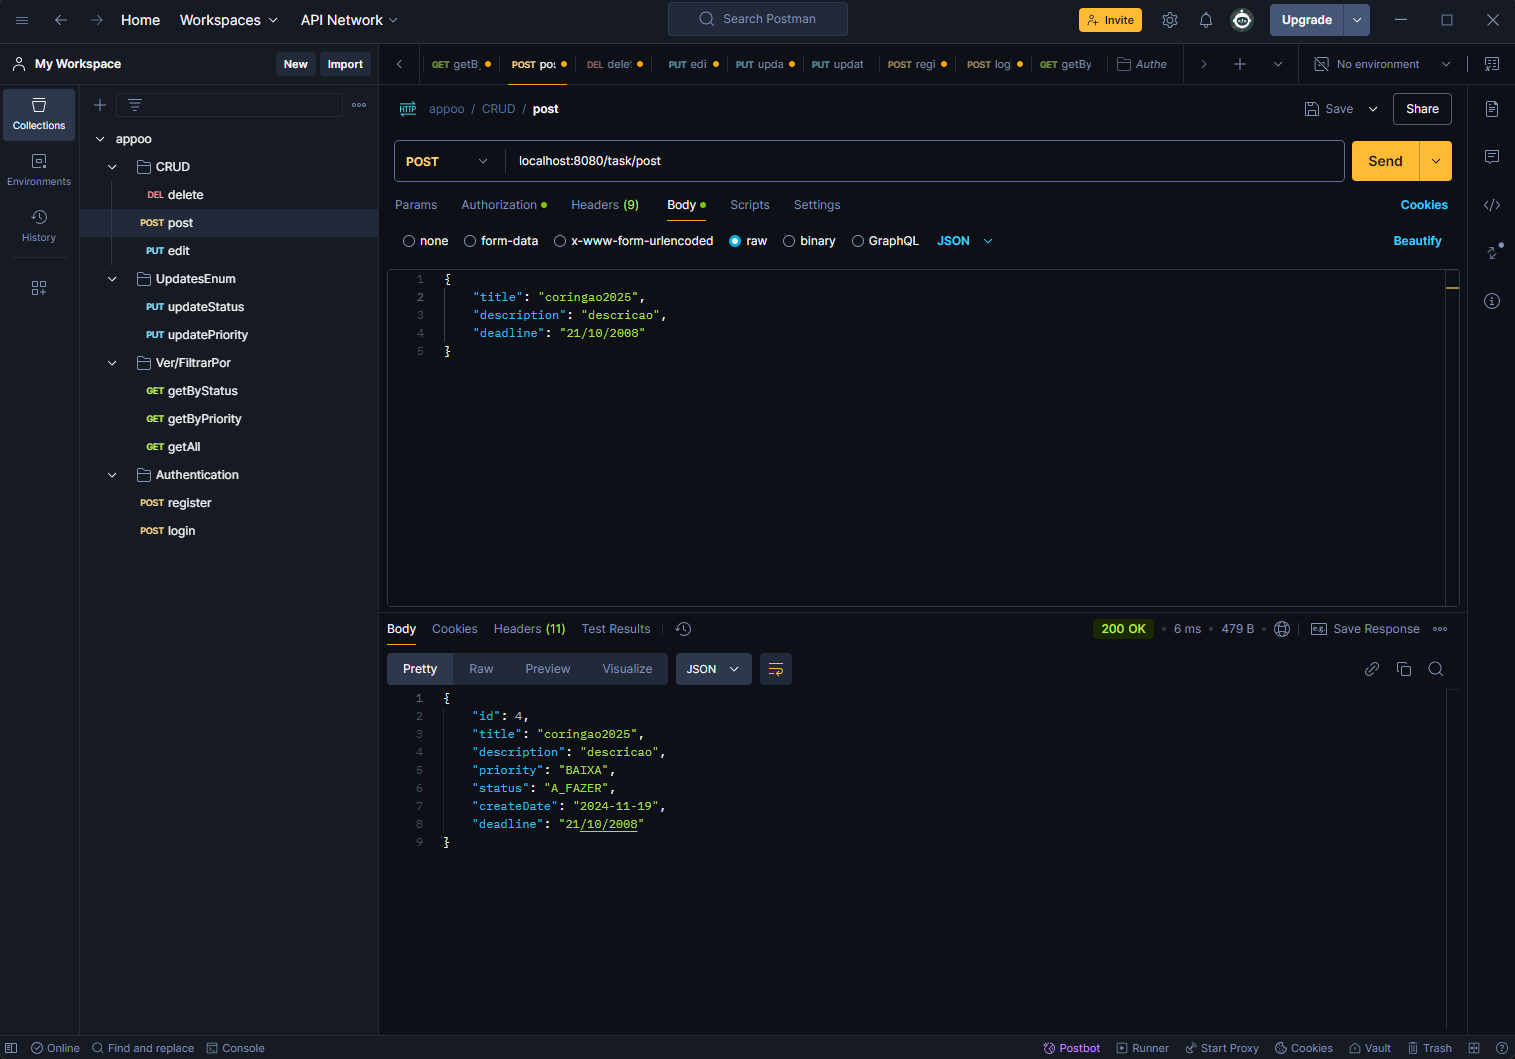 Home Workspaces API Network Search Postman Invite Upgrade
My Workspace New Import GET getB POST pos DEL delet PUT edi PUT upda PUT updat POST regi POST log GET getBy Authe No environment
Collections
Environments
History
appoo
CRUD
DEL delete
POST post
PUT edit
UpdatesEnum
PUT updateStatus
PUT updatePriority
Ver/FiltrarPor
GET getByStatus
GET getByPriority
GET getAll
Authentication
POST register
POST login
HTTP appoo / CRUD / post Save Share
POST localhost:8080/task/post Send
Params Authorization Headers (9) Body Scripts Settings Cookies
none form-data x-www-form-urlencoded raw binary GraphQL JSON Beautify
1 {
2 "title": "coringao2025",
3 "description": "descricao",
4 "deadline": "21/10/2008"
5 }
Body Cookies Headers (11) Test Results 200 OK • 6 ms • 479 B • e.g. Save Response
Pretty Raw Preview Visualize JSON
1 {
2 "id": 4,
3 "title": "coringao2025",
4 "description": "descricao",
5 "priority": "BAIXA",
6 "status": "A_FAZER",
7 "createDate": "2024-11-19",
8 "deadline": "21/10/2008"
9 }
Online Find and replace Console Postbot Runner Start Proxy Cookies Vault Trash